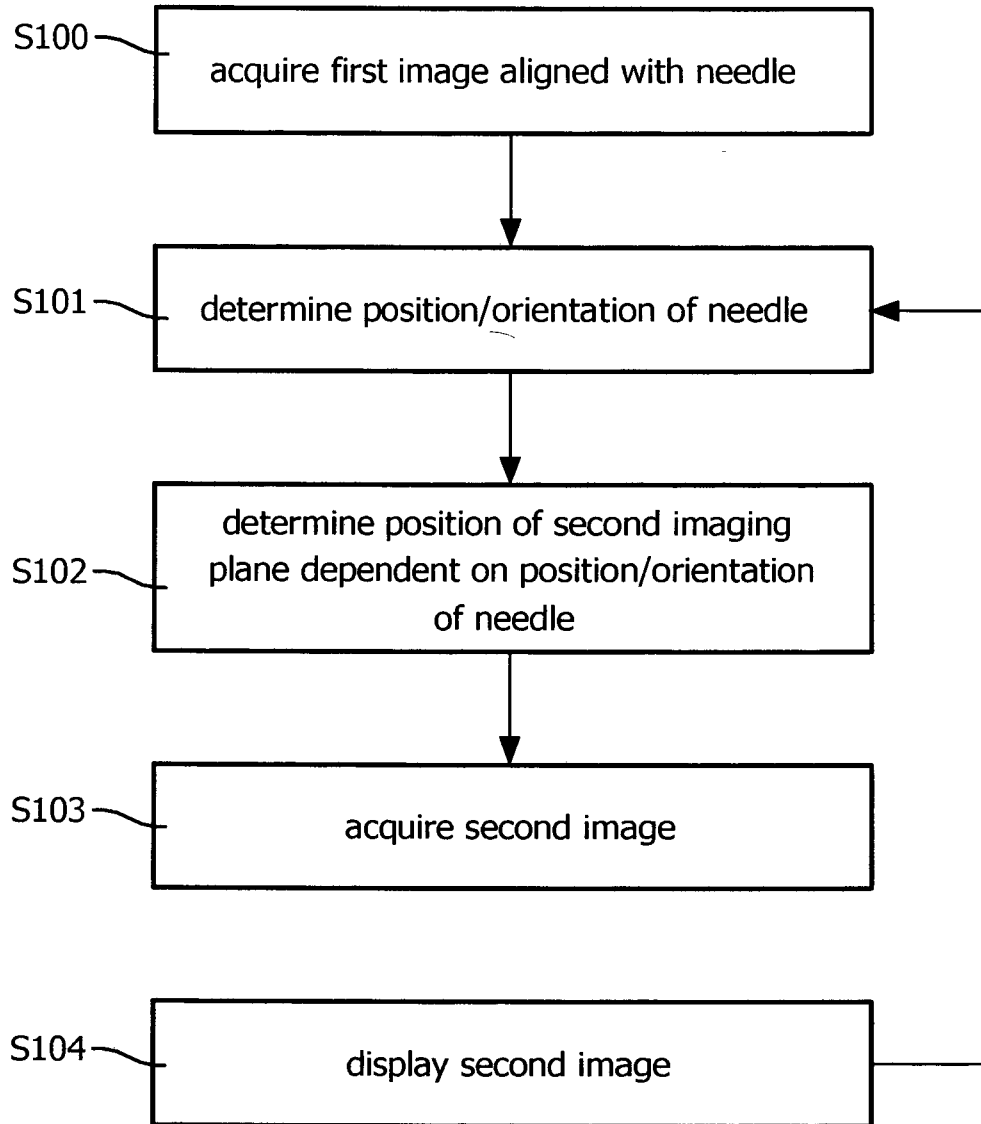 S100
acquire first image aligned with needle
S101
determine position/orientation of needle
S102
determine position of second imaging
plane dependent on position/orientation
of needle
S103
acquire second image
S104
display second image